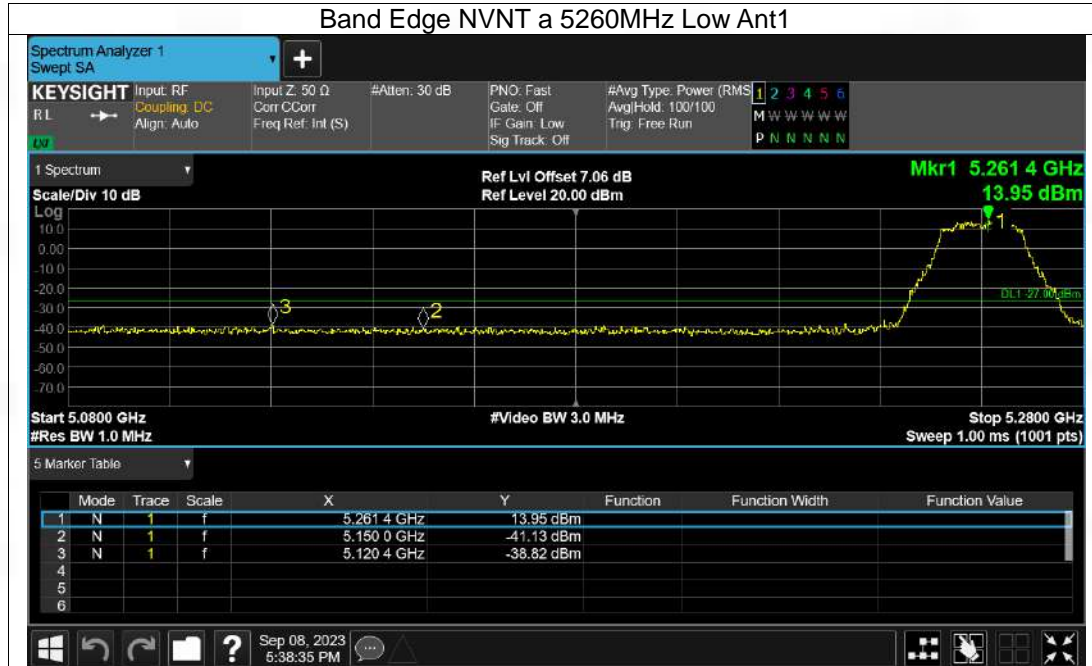 Band Edge NVNT a 5260MHz Low Ant1
Spectrum Analyzer 1
Swept SA
+
KEYSIGHT Input: RF Input Z: 50 Ω #Atten: 30 dB PNO: Fast #Avg Type: Power (RMS 1 2 3 4 5 6
RL Coupling: DC Corr CCorr Gate: Off Avg|Hold: 100/100 M W W W W W
Align: Auto Freq Ref: Int (S) IF Gain: Low Trig: Free Run
LXI Sig Track: Off P N N N N N
1 Spectrum Ref Lvl Offset 7.06 dB Mkr1 5.261 4 GHz
Scale/Div 10 dB Ref Level 20.00 dBm 13.95 dBm
Log
10.0 1
0.00
-10.0
-20.0 DL1 -27.00 dBm
-30.0 3 2
-40.0
-50.0
-60.0
-70.0
Start 5.0800 GHz #Video BW 3.0 MHz Stop 5.2800 GHz
#Res BW 1.0 MHz Sweep 1.00 ms (1001 pts)
5 Marker Table
Mode Trace Scale X Y Function Function Width Function Value
1 N 1 f 5.261 4 GHz 13.95 dBm
2 N 1 f 5.150 0 GHz -41.13 dBm
3 N 1 f 5.120 4 GHz -38.82 dBm
4
5
6
? Sep 08, 2023
5:38:35 PM